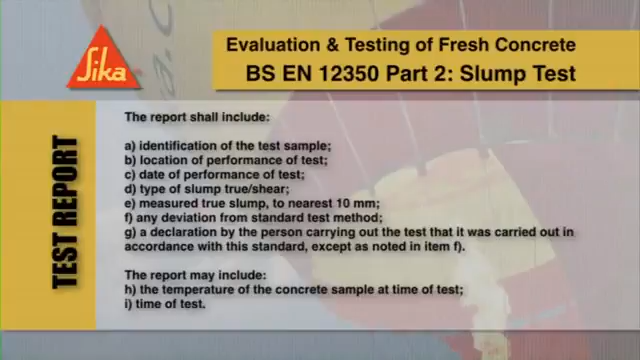 Sika
Evaluation & Testing of Fresh Concrete
BS EN 12350 Part 2: Slump Test
TEST REPORT
The report shall include:
a) identification of the test sample;
b) location of performance of test;
c) date of performance of test;
d) type of slump true/shear;
e) measured true slump, to nearest 10 mm;
f) any deviation from standard test method;
g) a declaration by the person carrying out the test that it was carried out in
accordance with this standard, except as noted in item f).
The report may include:
h) the temperature of the concrete sample at time of test;
i) time of test.